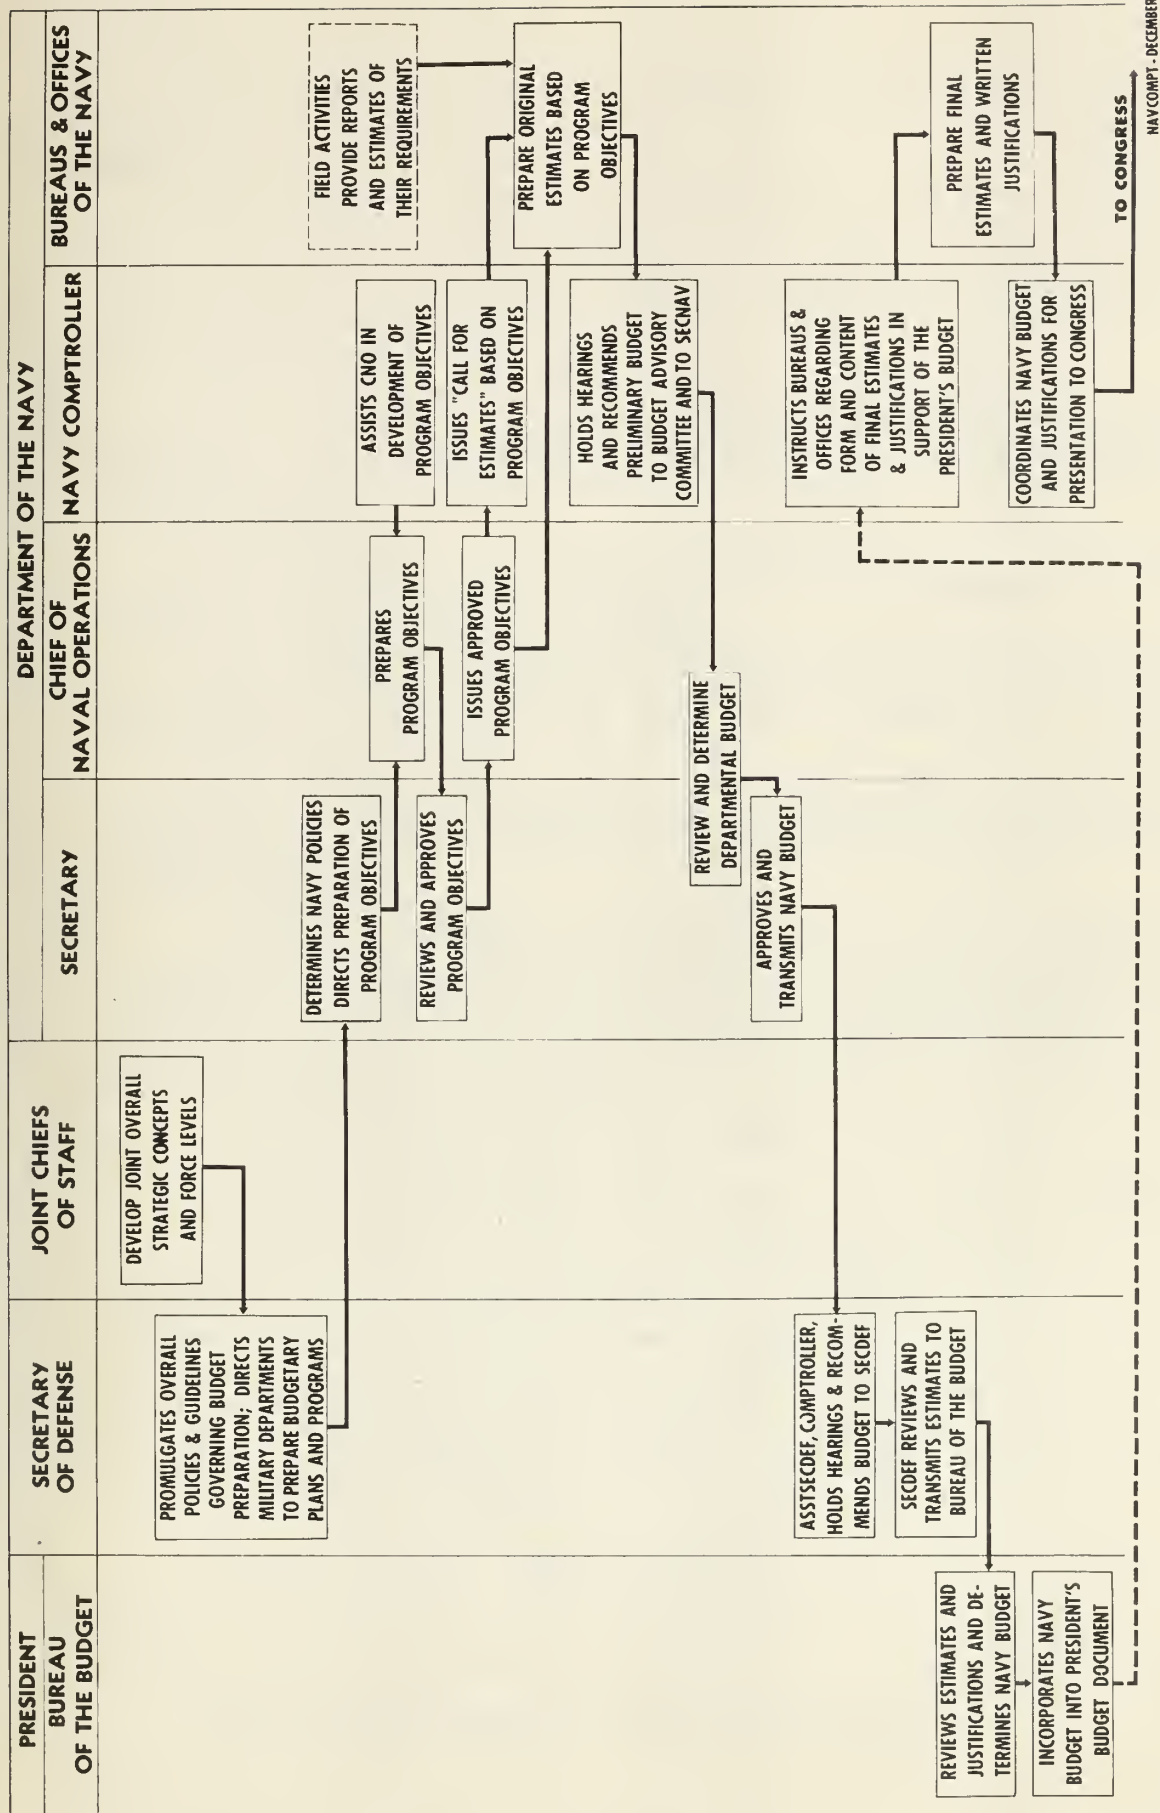 PRESIDENT
BUREAU
OF THE BUDGET
SECRETARY
OF DEFENSE
JOINT CHIEFS
OF STAFF
DEPARTMENT OF THE NAVY
SECRETARY
CHIEF OF
NAVAL OPERATIONS
NAVY COMPTROLLER
BUREAUS & OFFICES
OF THE NAVY
DEVELOP JOINT OVERALL
STRATEGIC CONCEPTS
AND FORCE LEVELS
PROMULGATES OVERALL
POLICIES & GUIDELINES
GOVERNING BUDGET
PREPARATION; DIRECTS
MILITARY DEPARTMENTS
TO PREPARE BUDGETARY
PLANS AND PROGRAMS
DETERMINES NAVY POLICIES
DIRECTS PREPARATION OF
PROGRAM OBJECTIVES
FIELD ACTIVITIES
PROVIDE REPORTS
AND ESTIMATES OF
THEIR REQUIREMENTS
ASSISTS CNO IN
DEVELOPMENT OF
PROGRAM OBJECTIVES
PREPARES
PROGRAM OBJECTIVES
REVIEWS AND APPROVES
PROGRAM OBJECTIVES
ISSUES APPROVED
PROGRAM OBJECTIVES
ISSUES "CALL FOR
ESTIMATES" BASED ON
PROGRAM OBJECTIVES
PREPARE ORIGINAL
ESTIMATES BASED
ON PROGRAM
OBJECTIVES
HOLDS HEARINGS
AND RECOMMENDS
PRELIMINARY BUDGET
TO BUDGET ADVISORY
COMMITTEE AND TO SECNAV
REVIEW AND DETERMINE
DEPARTMENTAL BUDGET
APPROVES AND
TRANSMITS NAVY BUDGET
ASSTSECDEF, COMPTROLLER,
HOLDS HEARINGS & RECOM-
MENDS BUDGET TO SECDEF
SECDEF REVIEWS AND
TRANSMITS ESTIMATES TO
BUREAU OF THE BUDGET
REVIEWS ESTIMATES AND
JUSTIFICATIONS AND DE-
TERMINES NAVY BUDGET
INCORPORATES NAVY
BUDGET INTO PRESIDENT'S
BUDGET DOCUMENT
INSTRUCTS BUREAUS &
OFFICES REGARDING
FORM AND CONTENT
OF FINAL ESTIMATES
& JUSTIFICATIONS IN
SUPPORT OF THE
PRESIDENT'S BUDGET
PREPARE FINAL
ESTIMATES AND WRITTEN
JUSTIFICATIONS
COORDINATES NAVY BUDGET
AND JUSTIFICATIONS FOR
PRESENTATION TO CONGRESS
TO CONGRESS
NAVCOMPT - DECEMBER